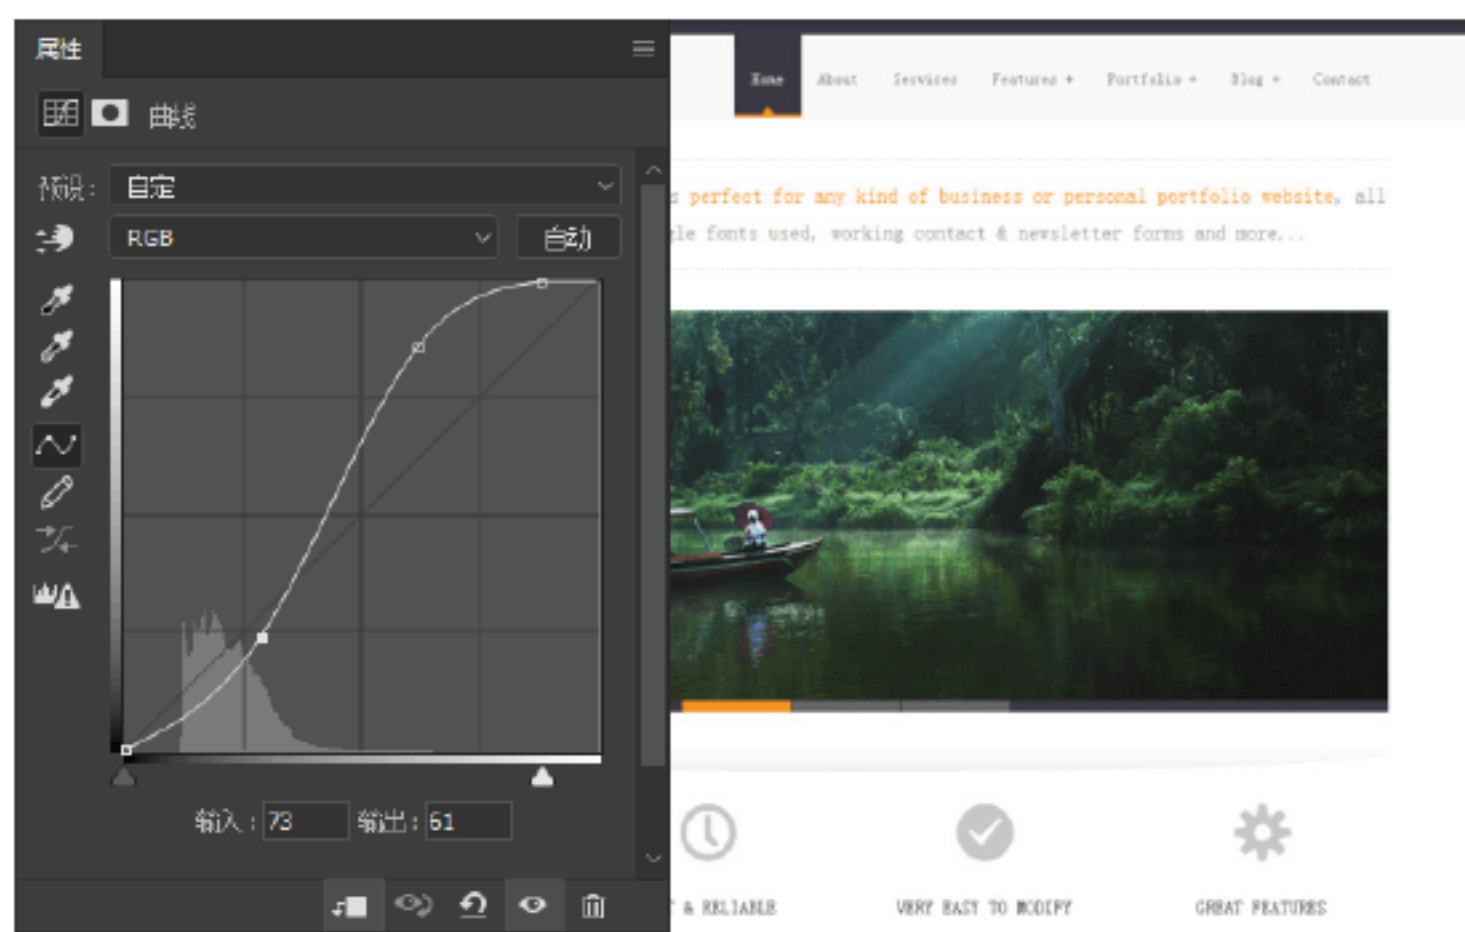 属性
曲线
预设：
自定
RGB
自动
输入：73 输出：61
Home About Services Features + Portfolio + Blog + Contact
s perfect for any kind of business or personal portfolio website, all
gle fonts used, working contact & newsletter forms and more...
& RELIABLE
VERY EASY TO MODIFY
GREAT FEATURES